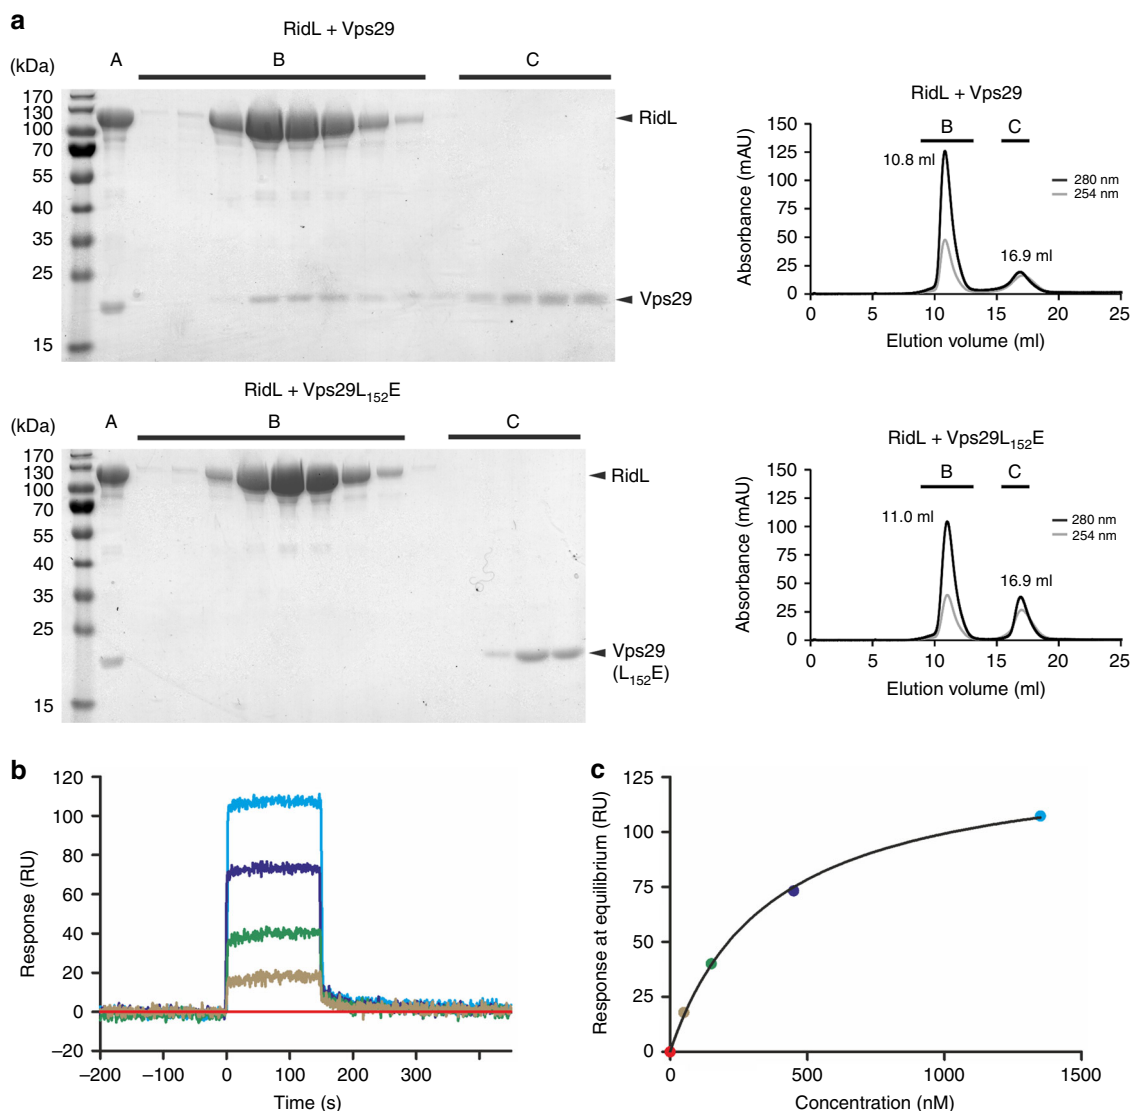 a
RidL + Vps29
(kDa)
A
B
C
170
130
100
70
55
40
35
25
15
RidL
Vps29
RidL + Vps29
B
C
10.8 ml
16.9 ml
280 nm
254 nm
150
125
100
75
50
25
0
0 5 10 15 20 25
Absorbance (mAU)
Elution volume (ml)
RidL + Vps29L₁₅₂E
(kDa)
A
B
C
170
130
100
70
55
40
35
25
15
RidL
Vps29
(L₁₅₂E)
RidL + Vps29L₁₅₂E
B
C
11.0 ml
16.9 ml
280 nm
254 nm
150
125
100
75
50
25
0
0 5 10 15 20 25
Absorbance (mAU)
Elution volume (ml)
b
120
100
80
60
40
20
0
–20
–200 –100 0 100 200 300
Response (RU)
Time (s)
c
125
100
75
50
25
0
0 500 1000 1500
Response at equilibrium (RU)
Concentration (nM)